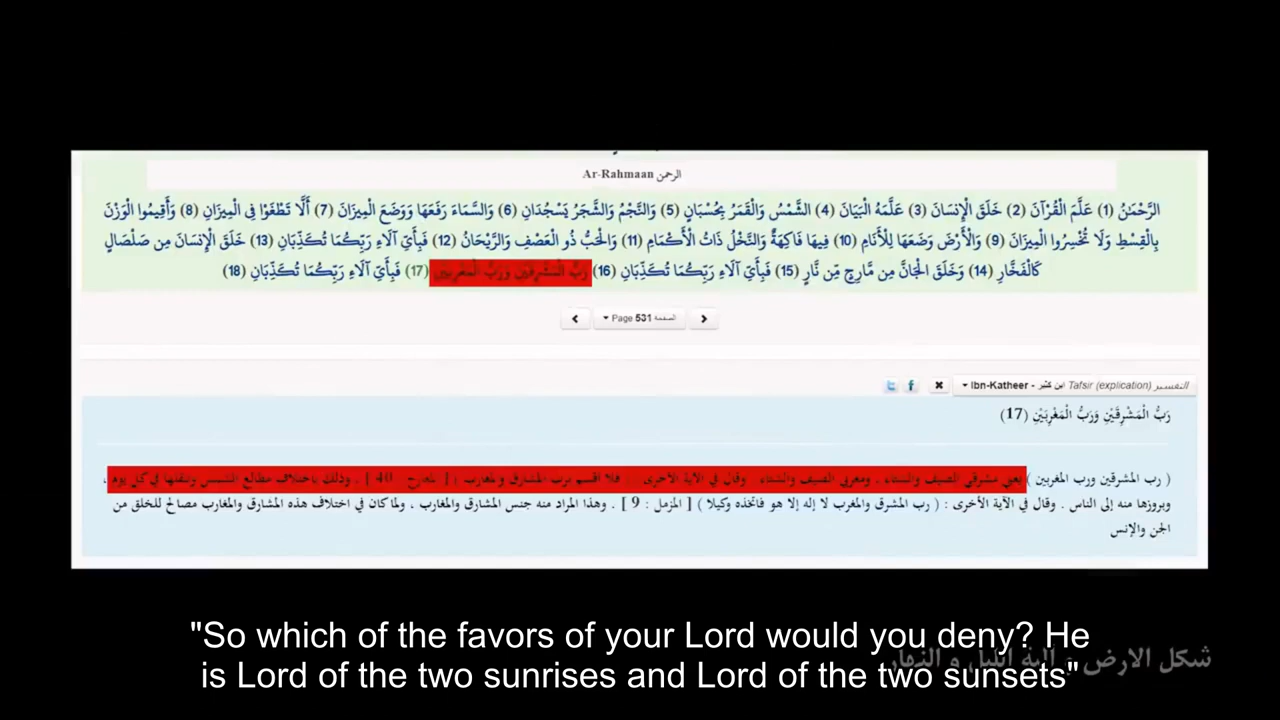 Ar-Rahmaan الرحمن
الرَّحْمَٰنُ (1) عَلَّمَ الْقُرْآنَ (2) خَلَقَ الْإِنسَانَ (3) عَلَّمَهُ الْبَيَانَ (4) الشَّمْسُ وَالْقَمَرُ بِحُسْبَانٍ (5) وَالنَّجْمُ وَالشَّجَرُ يَسْجُدَانِ (6) وَالسَّمَاءَ رَفَعَهَا وَوَضَعَ الْمِيزَانَ (7) أَلَّا تَطْغَوْا فِي الْمِيزَانِ (8) وَأَقِيمُوا الْوَزْنَ
بِالْقِسْطِ وَلَا تُخْسِرُوا الْمِيزَانَ (9) وَالْأَرْضَ وَضَعَهَا لِلْأَنَامِ (10) فِيهَا فَاكِهَةٌ وَالنَّخْلُ ذَاتُ الْأَكْمَامِ (11) وَالْحَبُّ ذُو الْعَصْفِ وَالرَّيْحَانُ (12) فَبِأَيِّ آلَاءِ رَبِّكُمَا تُكَذِّبَانِ (13) خَلَقَ الْإِنسَانَ مِن صَلْصَالٍ
كَالْفَخَّارِ (14) وَخَلَقَ الْجَانَّ مِن مَّارِجٍ مِّن نَّارٍ (15) فَبِأَيِّ آلَاءِ رَبِّكُمَا تُكَذِّبَانِ (16) رَبُّ الْمَشْرِقَيْنِ وَرَبُّ الْمَغْرِبَيْنِ (17) فَبِأَيِّ آلَاءِ رَبِّكُمَا تُكَذِّبَانِ (18)
Page 531 الصفحة
Ibn-Katheer - ابن كثير Tafsir (explication) التفسير
رَبُّ الْمَشْرِقَيْنِ وَرَبُّ الْمَغْرِبَيْنِ (17)
( رب المشرقين ورب المغربين ) يعني مشرقي الصيف والشتاء ، ومغربي الصيف والشتاء . وقال في الآية الأخرى : ( فلا أقسم برب المشارق والمغارب ) [ المعارج : 40 ] ، وذلك باختلاف مطالع الشمس وتنقلها في كل يوم ،
وبروزها منه إلى الناس . وقال في الآية الأخرى : ( رب المشرق والمغرب لا إله إلا هو فاتخذه وكيلا ) [ المزمل : 9 ] . وهذا المراد منه جنس المشارق والمغارب ، ولما كان في اختلاف هذه المشارق والمغارب مصالح للخلق من
الجن والإنس
"So which of the favors of your Lord would you deny? He
is Lord of the two sunrises and Lord of the two sunsets"
شكل الارض و آلية الليل و النهار